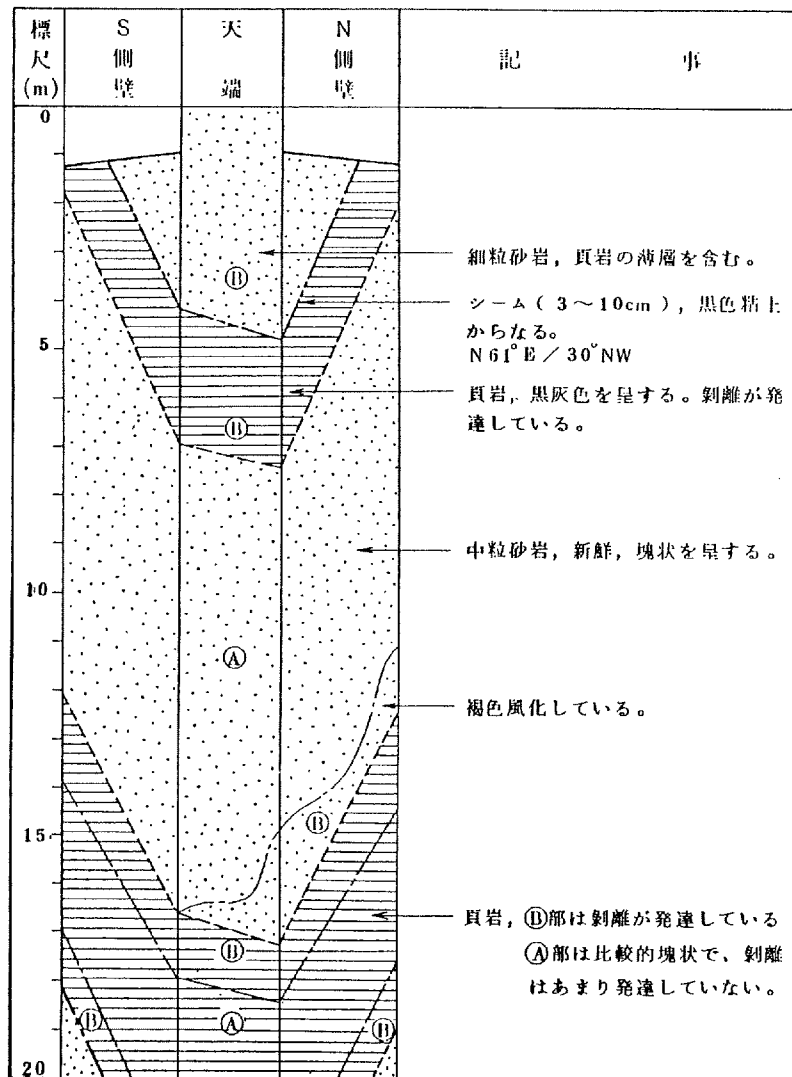 標尺(m)
S側壁
天端
N側壁
記事
0
5
10
15
20
細粒砂岩，頁岩の薄層を含む。
シーム（3～10cm），黒色粘土
からなる。
N61°E／30°NW
頁岩，黒灰色を呈する。剝離が発
達している。
中粒砂岩，新鮮，塊状を呈する。
褐色風化している。
頁岩，Ⓑ部は剝離が発達している
Ⓐ部は比較的塊状で、剝離
はあまり発達していない。
Ⓑ
Ⓑ
Ⓐ
Ⓑ
Ⓑ
Ⓐ
Ⓑ
Ⓑ